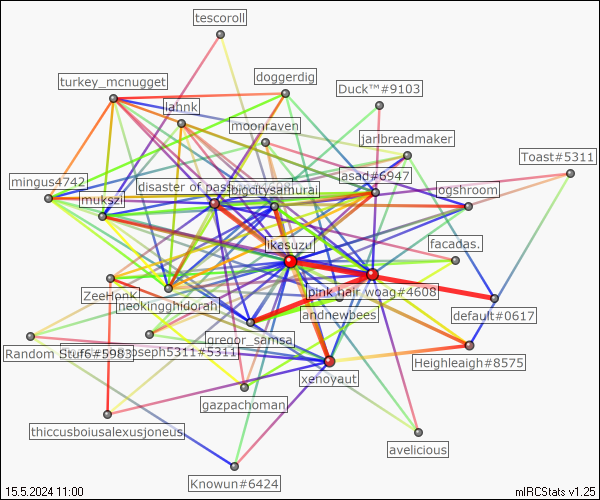 tescoroll
turkey_mcnugget
doggerdig
Duck™#9103
lahnk
moonraven
jarlbreadmaker
Toast#5311
mingus4742
mukszi
disaster of pass
bigcitysamurai
asad#6947
ogshroom
likasuzu
facadas.
ZeeHonk
neokingghidorah
pink hair woag#4608
andnewbees
default#0617
gregor_samsa
Random Stuf6#5983
oseph5311#5311
Heighleaigh#8575
xenoyaut
gazpachoman
thiccusboiusalexusjoneus
avelicious
Knowun#6424
15.5.2024 11:00
mIRCStats v1.25